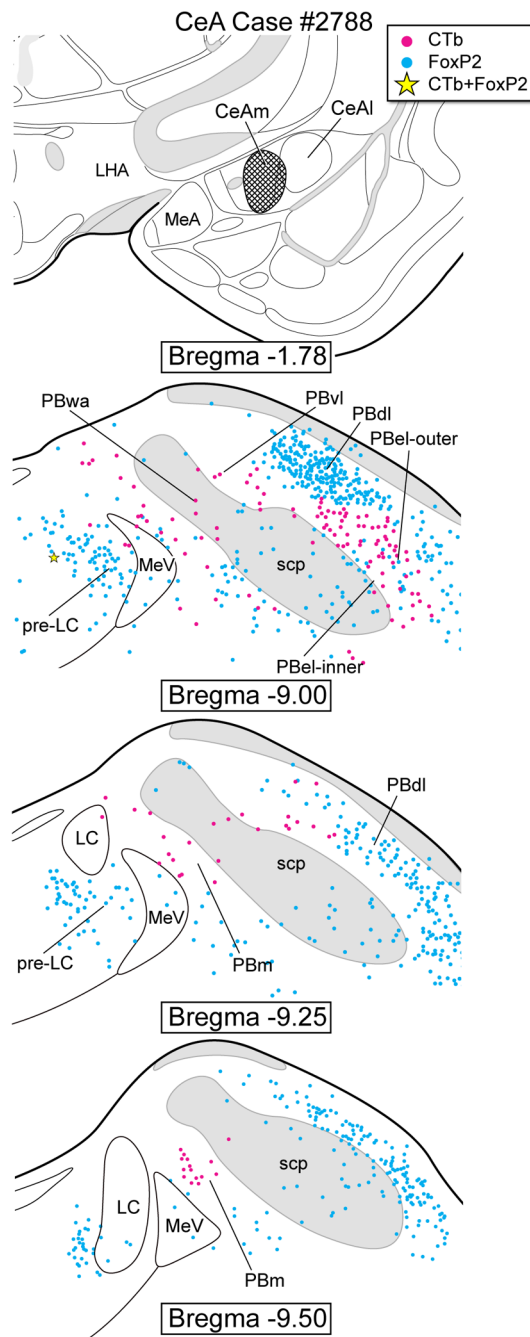 CeA Case #2788
CTb
FoxP2
CTb+FoxP2
CeAm
CeAl
LHA
MeA
Bregma -1.78
PBwa
PBvl
PBdl
PBel-outer
MeV
scp
pre-LC
PBel-inner
Bregma -9.00
PBdl
LC
scp
MeV
pre-LC
PBm
Bregma -9.25
scp
LC
MeV
PBm
Bregma -9.50